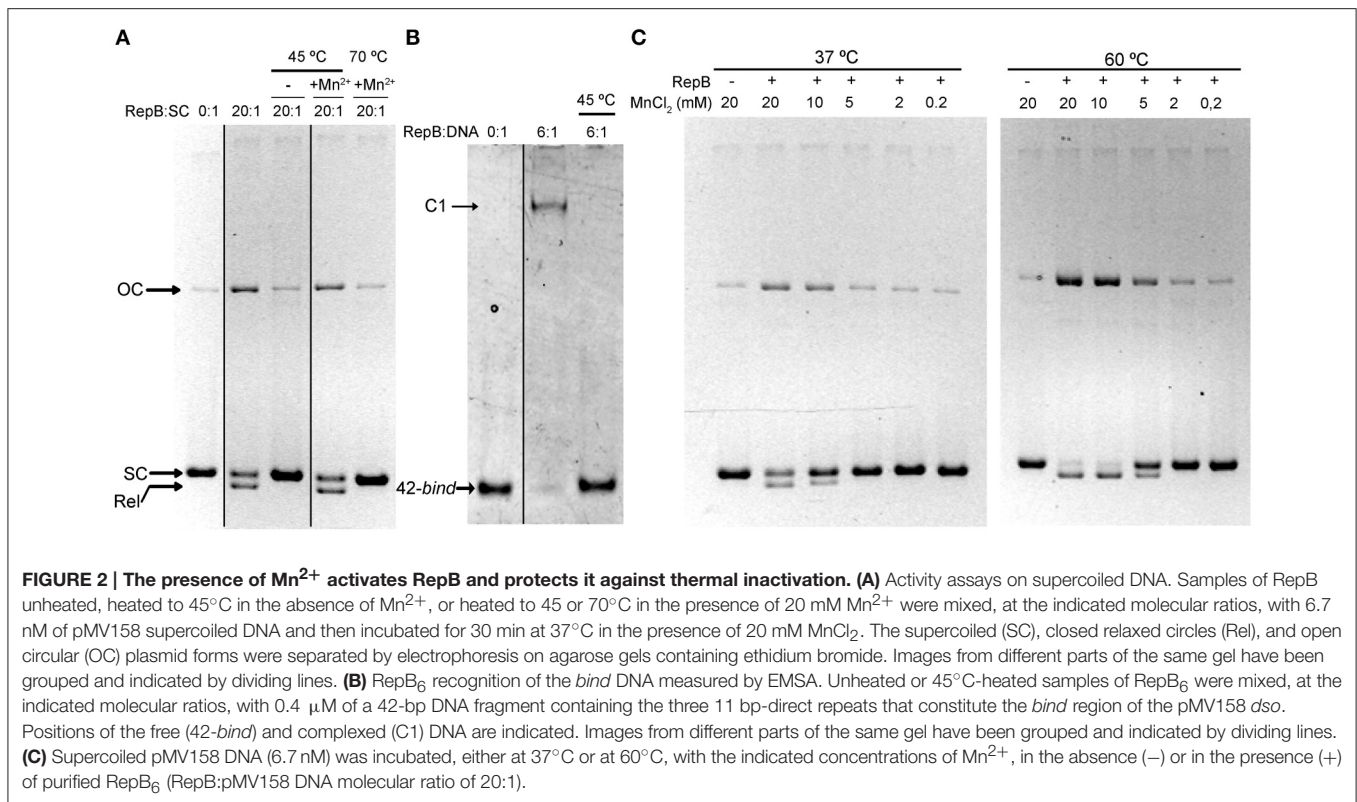 A
45 ºC 70 ºC
- +Mn2+ +Mn2+
RepB:SC 0:1 20:1 20:1 20:1 20:1
OC
SC
Rel
B
45 ºC
RepB:DNA 0:1 6:1 6:1
C1
42-bind
C
37 ºC
RepB - + + + + +
MnCl2 (mM) 20 20 10 5 2 0.2
60 ºC
- + + + + +
20 20 10 5 2 0,2
FIGURE 2 | The presence of Mn2+ activates RepB and protects it against thermal inactivation. (A) Activity assays on supercoiled DNA. Samples of RepB
unheated, heated to 45°C in the absence of Mn2+, or heated to 45 or 70°C in the presence of 20 mM Mn2+ were mixed, at the indicated molecular ratios, with 6.7
nM of pMV158 supercoiled DNA and then incubated for 30 min at 37°C in the presence of 20 mM MnCl2. The supercoiled (SC), closed relaxed circles (Rel), and open
circular (OC) plasmid forms were separated by electrophoresis on agarose gels containing ethidium bromide. Images from different parts of the same gel have been
grouped and indicated by dividing lines. (B) RepB6 recognition of the bind DNA measured by EMSA. Unheated or 45°C-heated samples of RepB6 were mixed, at the
indicated molecular ratios, with 0.4 μM of a 42-bp DNA fragment containing the three 11 bp-direct repeats that constitute the bind region of the pMV158 dso.
Positions of the free (42-bind) and complexed (C1) DNA are indicated. Images from different parts of the same gel have been grouped and indicated by dividing lines.
(C) Supercoiled pMV158 DNA (6.7 nM) was incubated, either at 37°C or at 60°C, with the indicated concentrations of Mn2+, in the absence (−) or in the presence (+)
of purified RepB6 (RepB:pMV158 DNA molecular ratio of 20:1).